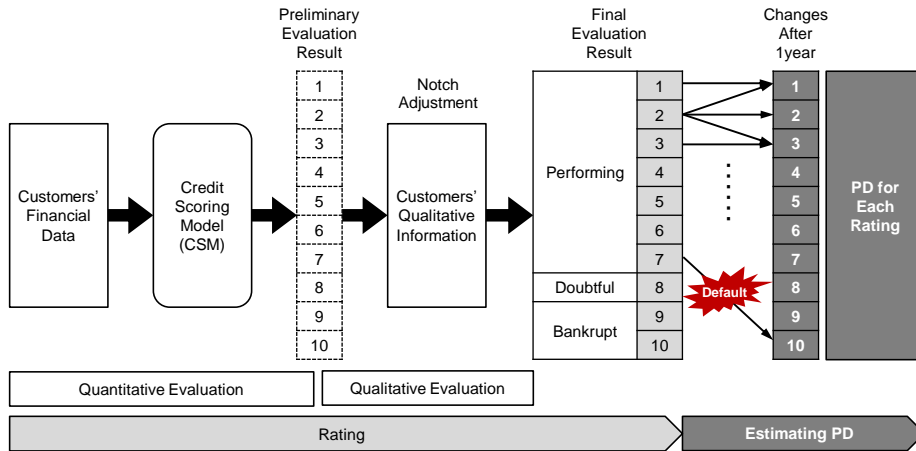 Preliminary
Evaluation
Result
Final
Evaluation
Result
Changes
After
1year
Notch
Adjustment
Customers'
Financial
Data
Credit
Scoring
Model
(CSM)
1
2
3
4
5
6
7
8
9
10
Customers'
Qualitative
Information
Performing
Doubtful
Bankrupt
1
2
3
4
5
6
7
8
9
10
Default
1
2
3
4
5
6
7
8
9
10
PD for
Each
Rating
Quantitative Evaluation
Qualitative Evaluation
Rating
Estimating PD